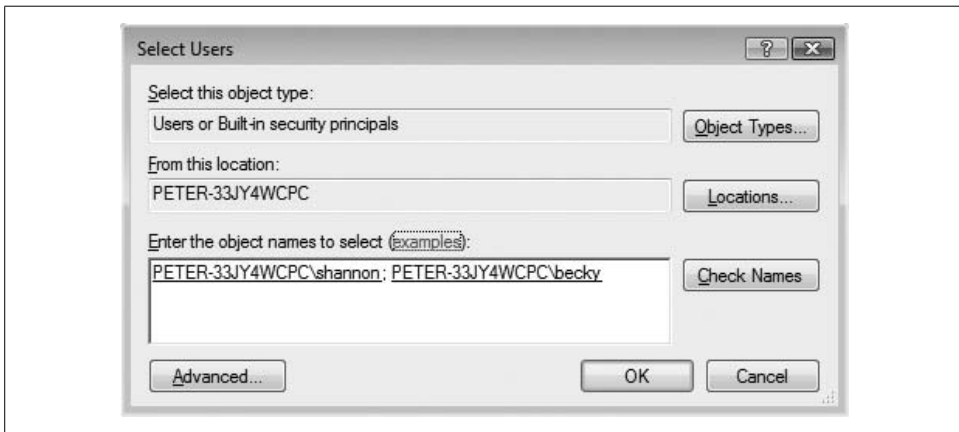 Select Users
Select this object type:
Users or Built-in security principals
Object Types...
From this location:
PETER-33JY4WCPC
Locations...
Enter the object names to select (examples):
PETER-33JY4WCPC\shannon; PETER-33JY4WCPC\becky
Check Names
Advanced...
OK
Cancel